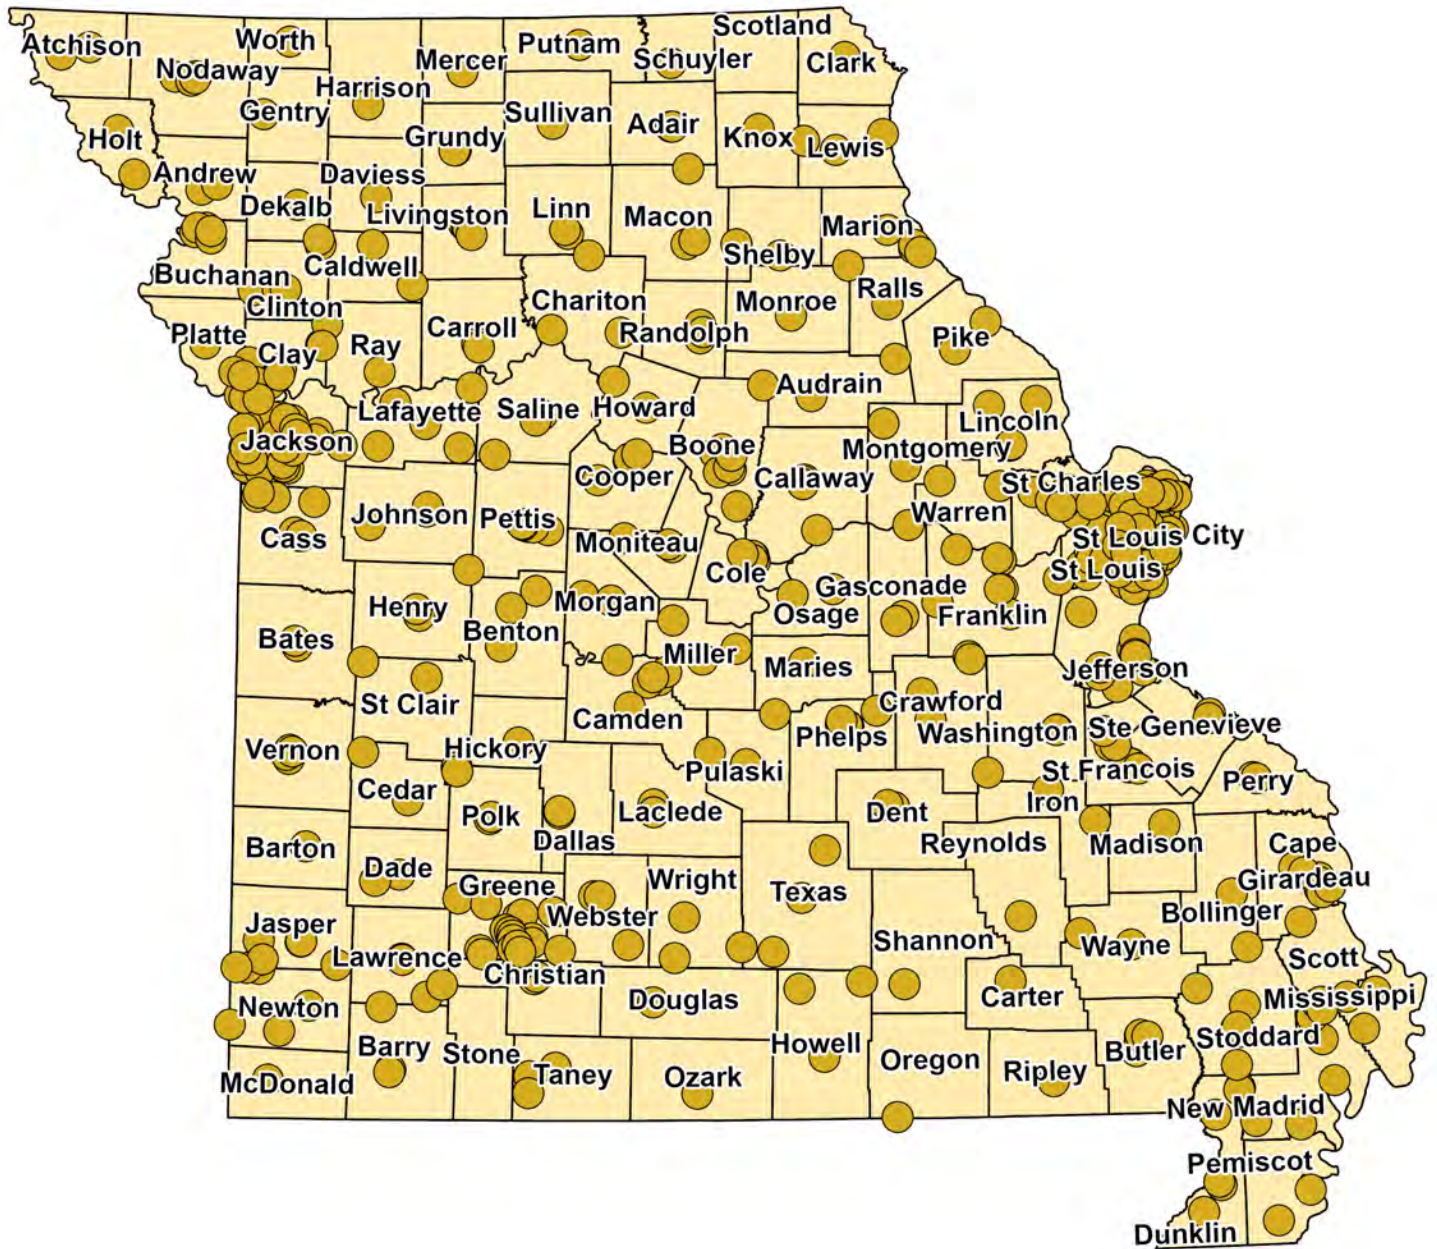 Scotland
Atchison
Worth
Putnam
Schuyler
Clark
Nodaway
Mercer
Harrison
Gentry
Sullivan
Adair
Holt
Grundy
Knox
Lewis
Andrew
Daviess
Dekalb
Livingston
Linn
Macon
Marion
Shelby
Buchanan
Caldwell
Clinton
Chariton
Monroe
Ralls
Platte
Clay
Ray
Carroll
Randolph
Pike
Audrain
Lafayette
Saline
Howard
Lincoln
Jackson
Boone
Montgomery
Cooper
Callaway
St Charles
Johnson
Pettis
Warren
Cass
Moniteau
St Louis City
Cole
St Louis
Gasconade
Henry
Morgan
Osage
Franklin
Benton
Bates
Miller
Maries
Jefferson
St Clair
Camden
Crawford
Vernon
Hickory
Phelps
Washington
Ste Genevieve
Pulaski
St Francois
Perry
Cedar
Iron
Polk
Laclede
Dent
Dallas
Reynolds
Madison
Barton
Cape
Girardeau
Dade
Greene
Wright
Texas
Jasper
Webster
Bollinger
Lawrence
Shannon
Wayne
Christian
Scott
Newton
Douglas
Carter
Mississippi
Barry
Stone
Howell
Oregon
Butler
Stoddard
McDonald
Taney
Ozark
Ripley
New Madrid
Pemiscot
Dunklin